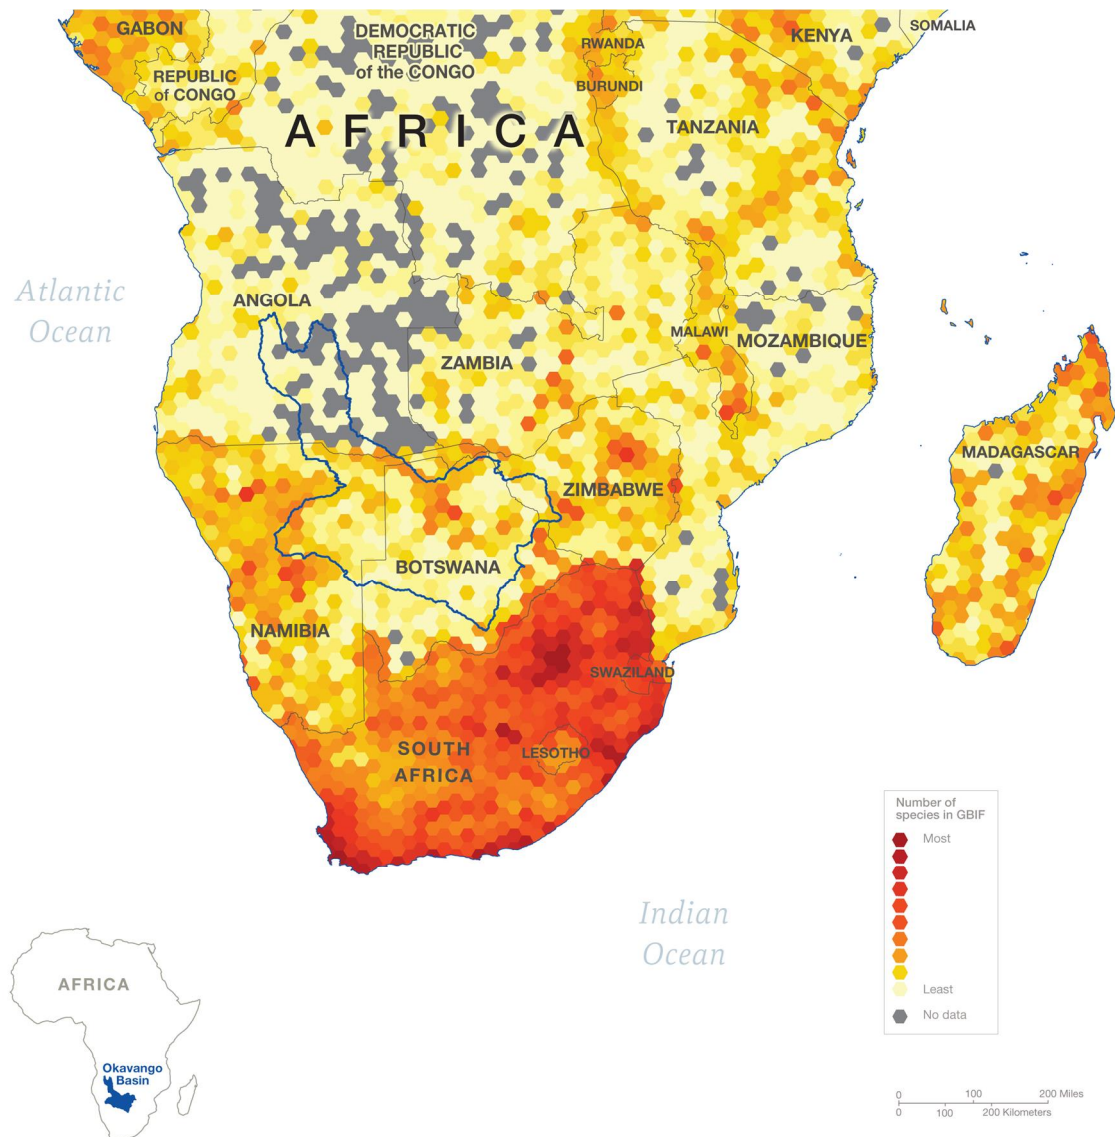 GABON
DEMOCRATIC
REPUBLIC
of the CONGO
RWANDA
KENYA
SOMALIA
REPUBLIC
of CONGO
BURUNDI
AFRICA
TANZANIA
Atlantic
Ocean
ANGOLA
ZAMBIA
MALAWI
MOZAMBIQUE
MADAGASCAR
ZIMBABWE
BOTSWANA
NAMIBIA
SWAZILAND
SOUTH
AFRICA
LESOTHO
Number of
species in GBIF
Most
Least
No data
Indian
Ocean
AFRICA
Okavango
Basin
0 100 200 Miles
0 100 200 Kilometers